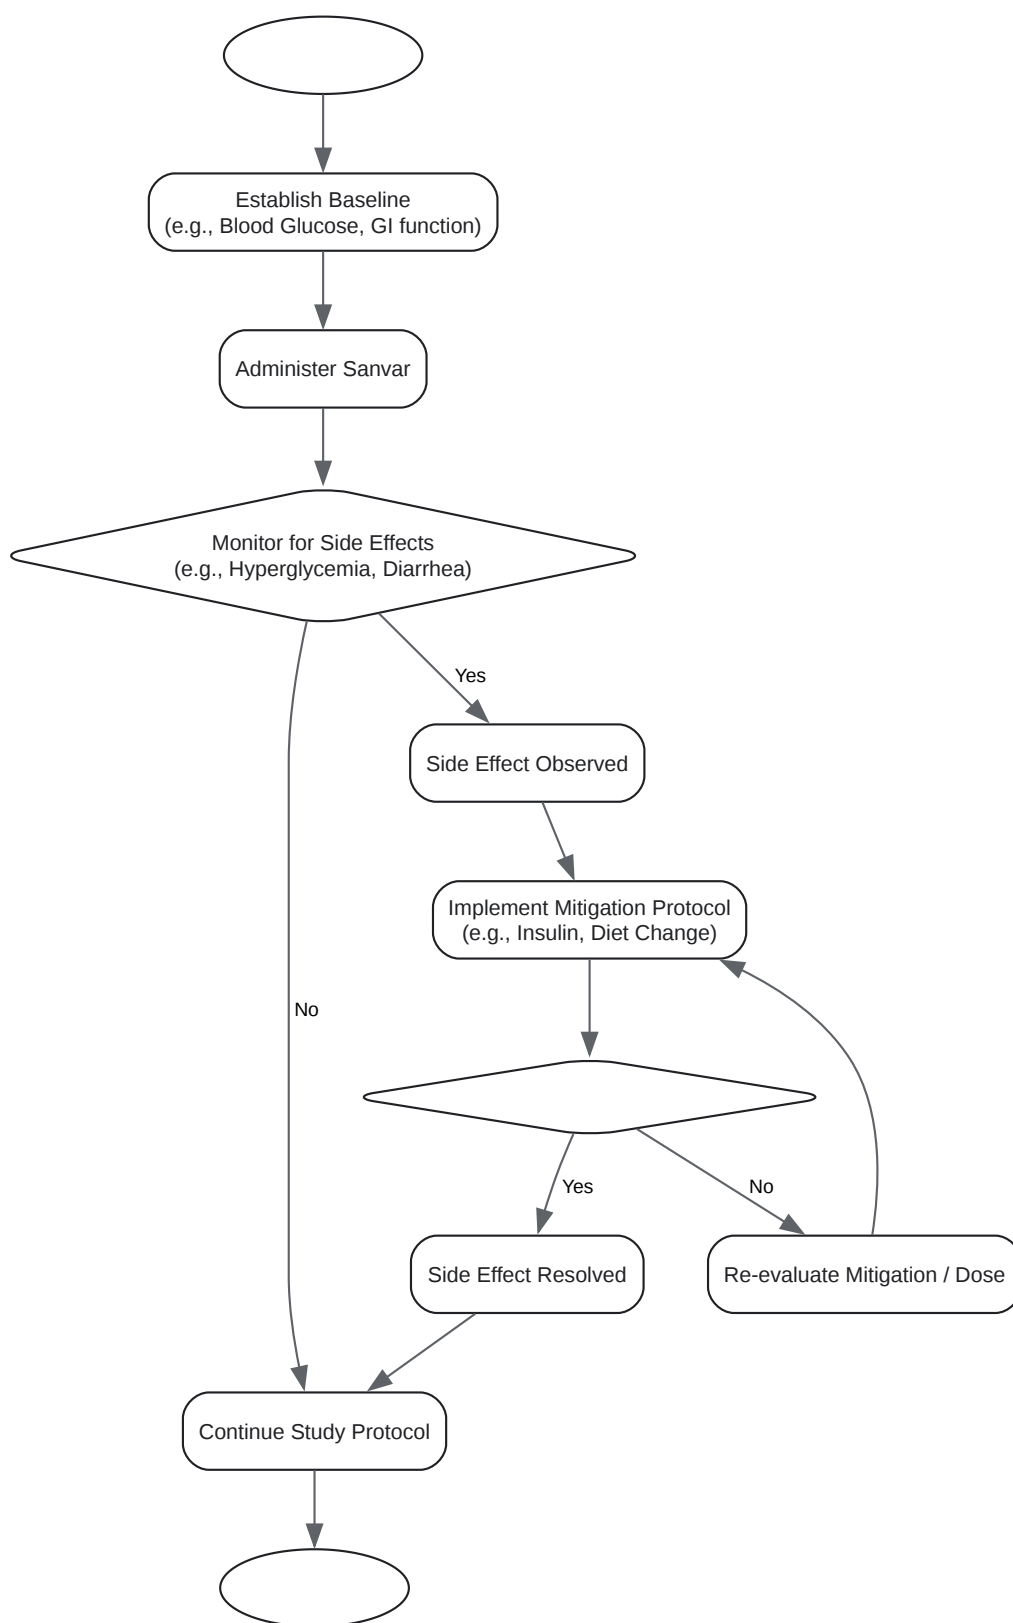 Establish Baseline
(e.g., Blood Glucose, GI function)
Administer Sanvar
Monitor for Side Effects
(e.g., Hyperglycemia, Diarrhea)
Yes
Side Effect Observed
Implement Mitigation Protocol
(e.g., Insulin, Diet Change)
No
Yes
No
Side Effect Resolved
Re-evaluate Mitigation / Dose
Continue Study Protocol